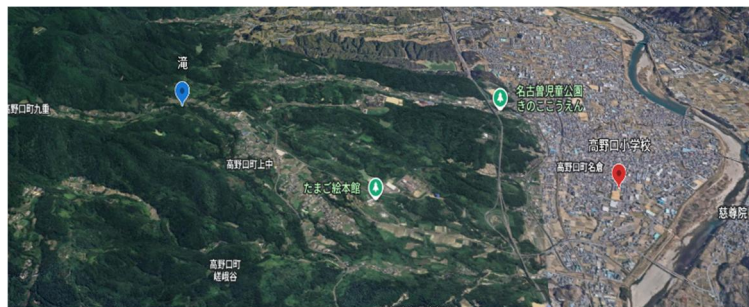 滝
名古曽児童公園
きのここうえん
高野口町九重
高野口小学校
高野口町上中
高野口町名倉
たまご絵本館
慈尊院
高野口町
嵯峨谷